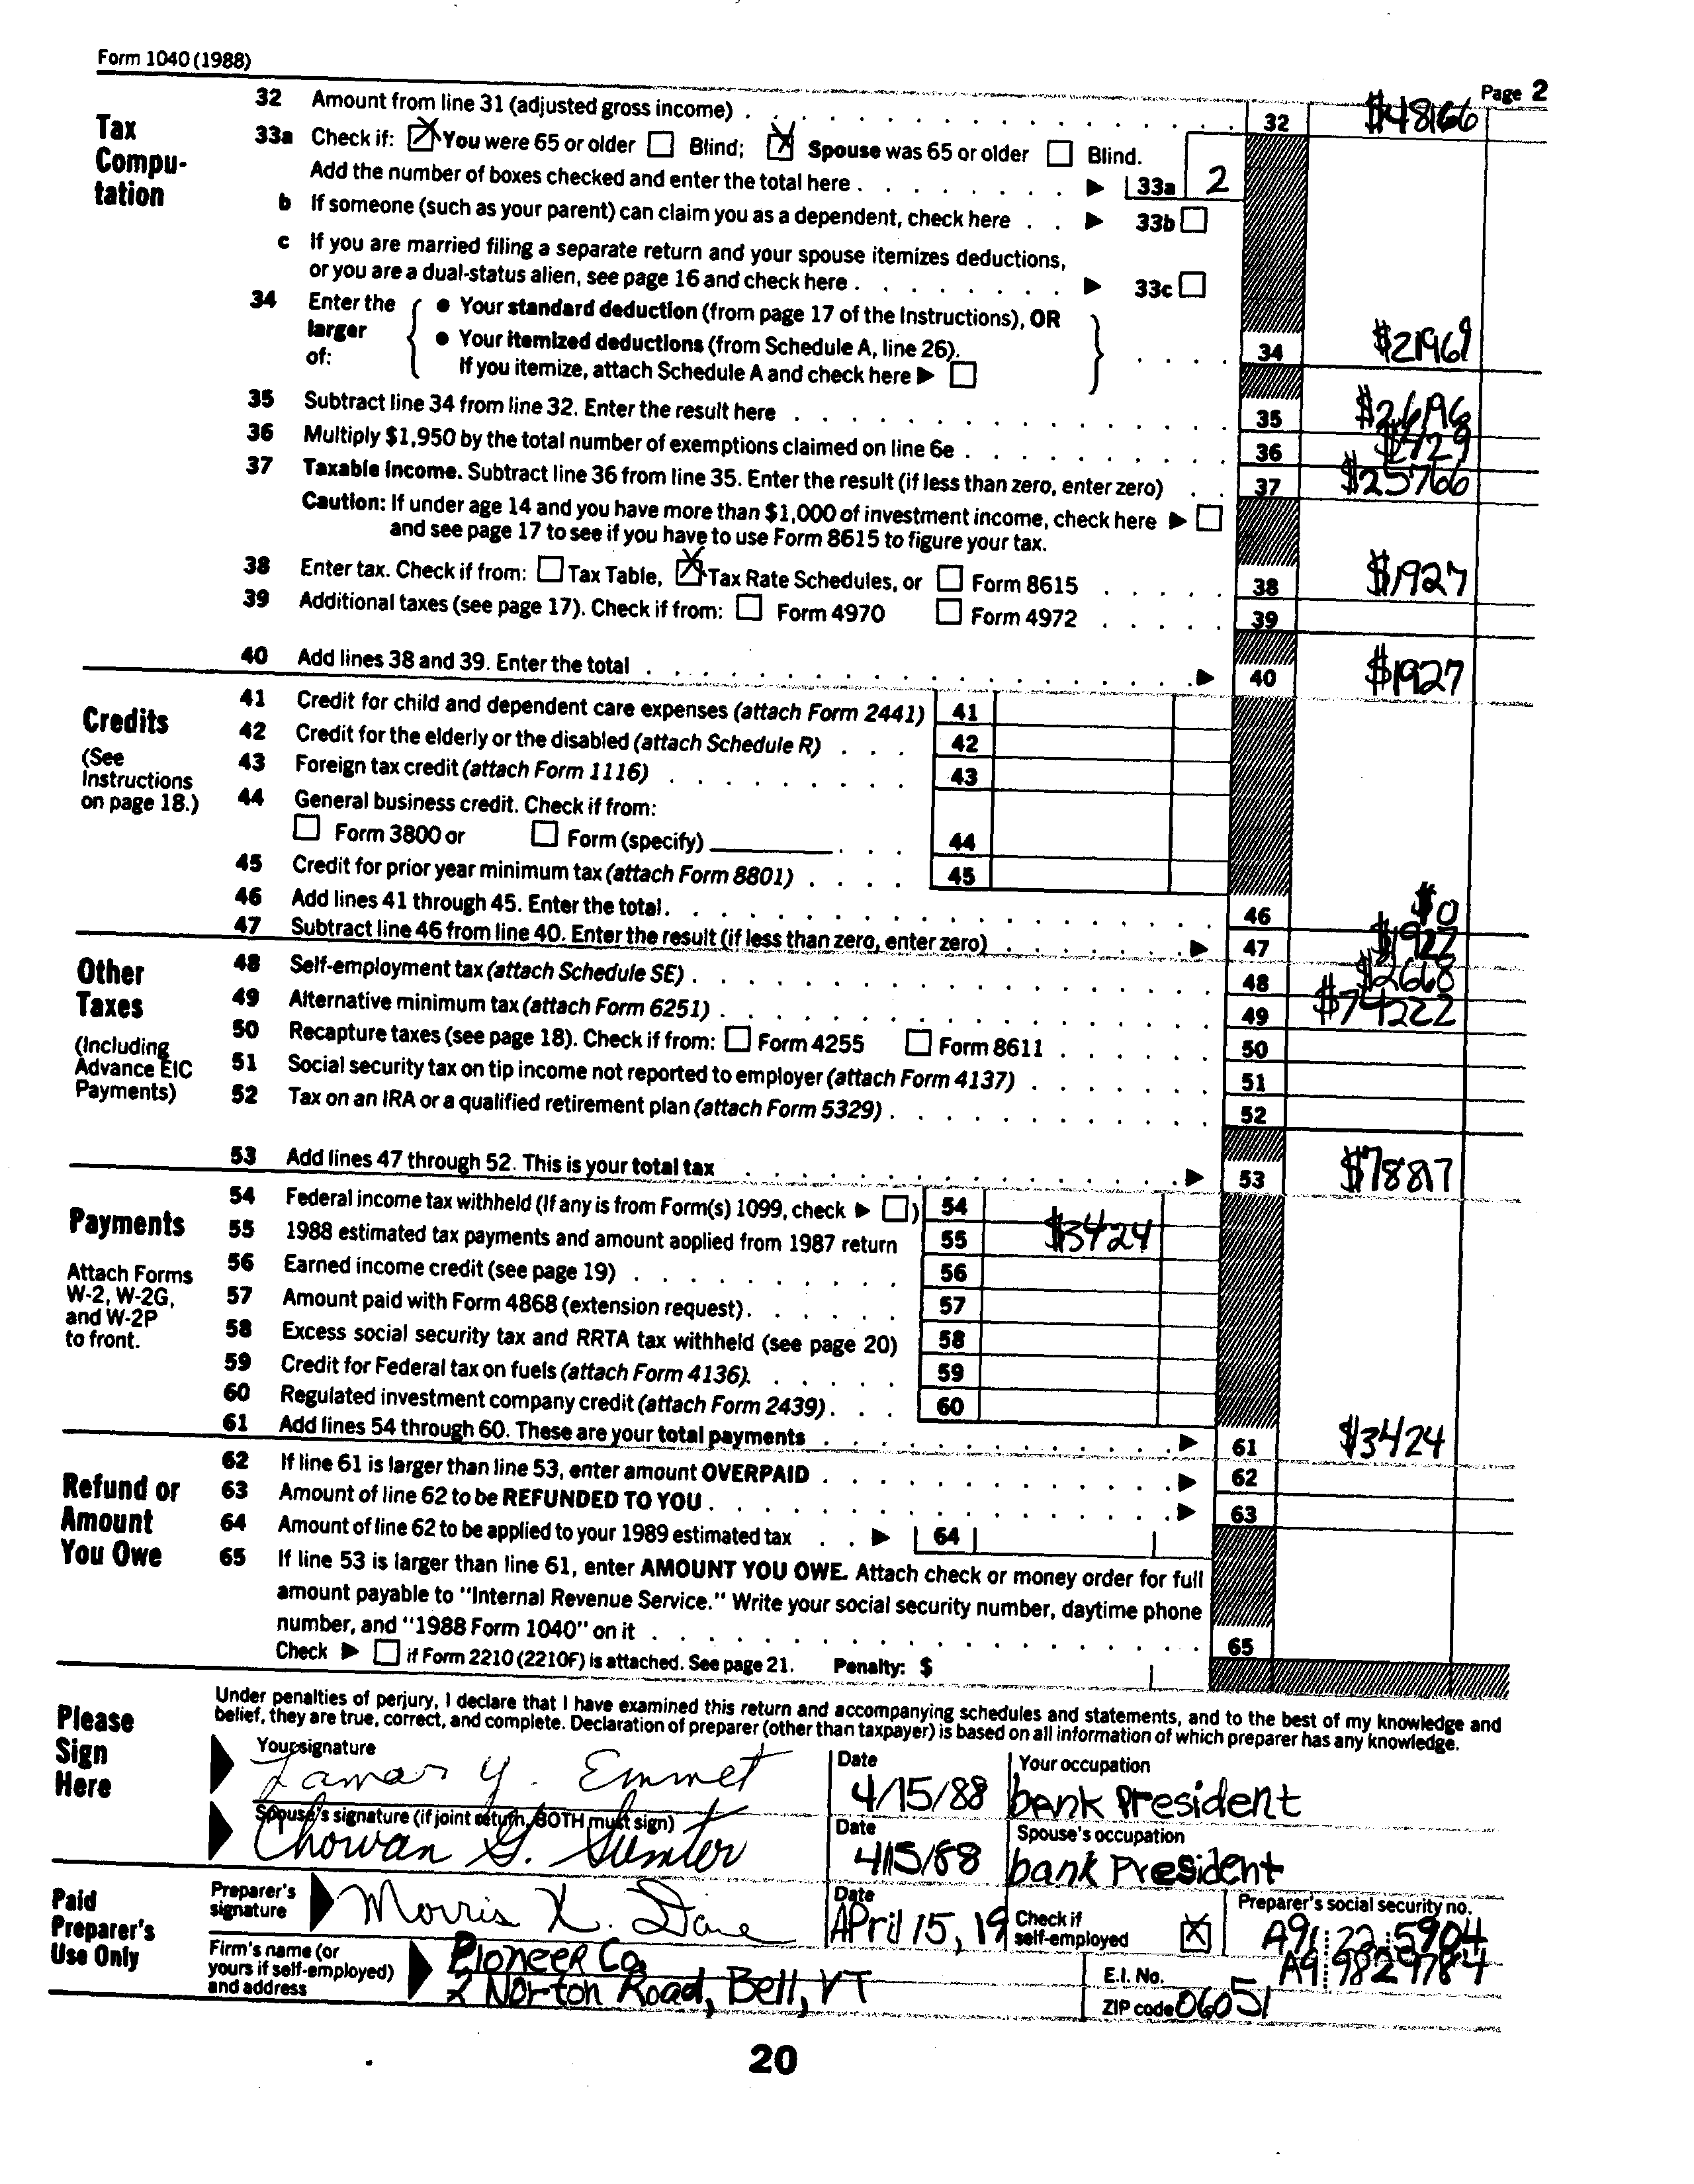 Form 1040 (1988)
Page 2
Tax Compu-tation
32 Amount from line 31 (adjusted gross income) 32 $48166
33a Check if: ☒ You were 65 or older ☐ Blind; ☒ Spouse was 65 or older ☐ Blind.
Add the number of boxes checked and enter the total here ▶ 33a 2
b If someone (such as your parent) can claim you as a dependent, check here ▶ 33b ☐
c If you are married filing a separate return and your spouse itemizes deductions,
or you are a dual-status alien, see page 16 and check here ▶ 33c ☐
34 Enter the larger of:
● Your standard deduction (from page 17 of the Instructions), OR
● Your itemized deductions (from Schedule A, line 26).
If you itemize, attach Schedule A and check here ▶ ☐
34 $21969
35 Subtract line 34 from line 32. Enter the result here 35 $26196
36 Multiply $1,950 by the total number of exemptions claimed on line 6e 36 $429
37 Taxable income. Subtract line 36 from line 35. Enter the result (if less than zero, enter zero) 37 $25766
Caution: If under age 14 and you have more than $1,000 of investment income, check here ▶ ☐
and see page 17 to see if you have to use Form 8615 to figure your tax.
38 Enter tax. Check if from: ☐ Tax Table, ☒ Tax Rate Schedules, or ☐ Form 8615 38 $1927
39 Additional taxes (see page 17). Check if from: ☐ Form 4970 ☐ Form 4972 39
40 Add lines 38 and 39. Enter the total ▶ 40 $1927
Credits
(See Instructions on page 18.)
41 Credit for child and dependent care expenses (attach Form 2441) 41
42 Credit for the elderly or the disabled (attach Schedule R) 42
43 Foreign tax credit (attach Form 1116) 43
44 General business credit. Check if from:
☐ Form 3800 or ☐ Form (specify) 44
45 Credit for prior year minimum tax (attach Form 8801) 45
46 Add lines 41 through 45. Enter the total. 46 $0
47 Subtract line 46 from line 40. Enter the result (if less than zero, enter zero) ▶ 47 $1927
Other Taxes
(Including Advance EIC Payments)
48 Self-employment tax (attach Schedule SE) 48 $2668
49 Alternative minimum tax (attach Form 6251) 49 $74222
50 Recapture taxes (see page 18). Check if from: ☐ Form 4255 ☐ Form 8611 50
51 Social security tax on tip income not reported to employer (attach Form 4137) 51
52 Tax on an IRA or a qualified retirement plan (attach Form 5329) 52
53 Add lines 47 through 52. This is your total tax ▶ 53 $78817
Payments
Attach Forms W-2, W-2G, and W-2P to front.
54 Federal income tax withheld (If any is from Form(s) 1099, check ▶ ☐ ) 54
55 1988 estimated tax payments and amount applied from 1987 return 55 $3424
56 Earned income credit (see page 19) 56
57 Amount paid with Form 4868 (extension request) 57
58 Excess social security tax and RRTA tax withheld (see page 20) 58
59 Credit for Federal tax on fuels (attach Form 4136). 59
60 Regulated investment company credit (attach Form 2439) 60
61 Add lines 54 through 60. These are your total payments ▶ 61 $3424
Refund or Amount You Owe
62 If line 61 is larger than line 53, enter amount OVERPAID ▶ 62
63 Amount of line 62 to be REFUNDED TO YOU ▶ 63
64 Amount of line 62 to be applied to your 1989 estimated tax ▶ 64
65 If line 53 is larger than line 61, enter AMOUNT YOU OWE. Attach check or money order for full
amount payable to "Internal Revenue Service." Write your social security number, daytime phone
number, and "1988 Form 1040" on it 65
Check ▶ ☐ if Form 2210 (2210F) is attached. See page 21. Penalty: $
Please Sign Here
Under penalties of perjury, I declare that I have examined this return and accompanying schedules and statements, and to the best of my knowledge and
belief, they are true, correct, and complete. Declaration of preparer (other than taxpayer) is based on all information of which preparer has any knowledge.
Your signature Date Your occupation
Lamar Y. Emmet 4/15/88 bank President
Spouse's signature (if joint return, BOTH must sign) Date Spouse's occupation
Chowan G. Sumter 4/15/88 bank President
Paid Preparer's Use Only
Preparer's signature Morris X. Dane Date April 15, 19 Check if self-employed ☒ Preparer's social security no. A91 22 5904
Firm's name (or yours if self-employed) and address Pioneer Co. E.I. No. A9 9829784
2 Norton Road, Bell, VT ZIP code 06051
20